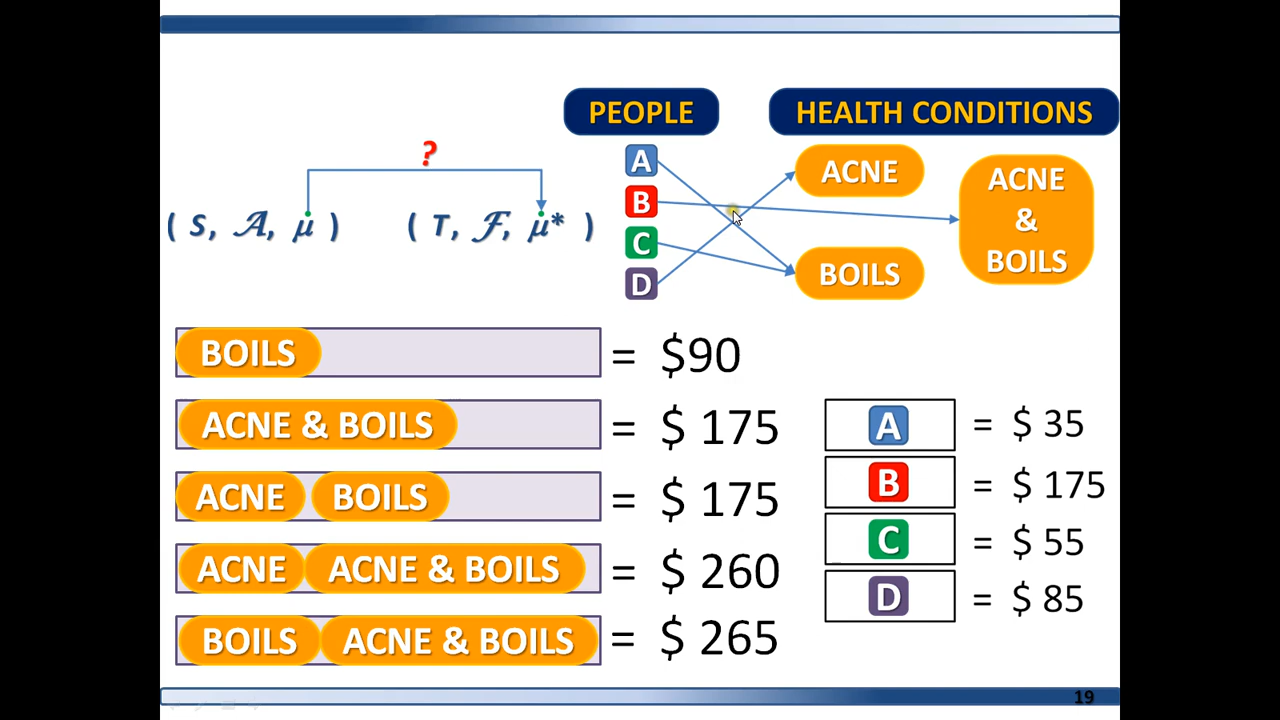 PEOPLE
HEALTH CONDITIONS
?
( S, 𝒜, μ ) ( T, ℱ, μ* )
A
B
C
D
ACNE
BOILS
ACNE
&
BOILS
BOILS = $90
ACNE & BOILS = $ 175
ACNE BOILS = $ 175
ACNE ACNE & BOILS = $ 260
BOILS ACNE & BOILS = $ 265
A = $ 35
B = $ 175
C = $ 55
D = $ 85
19